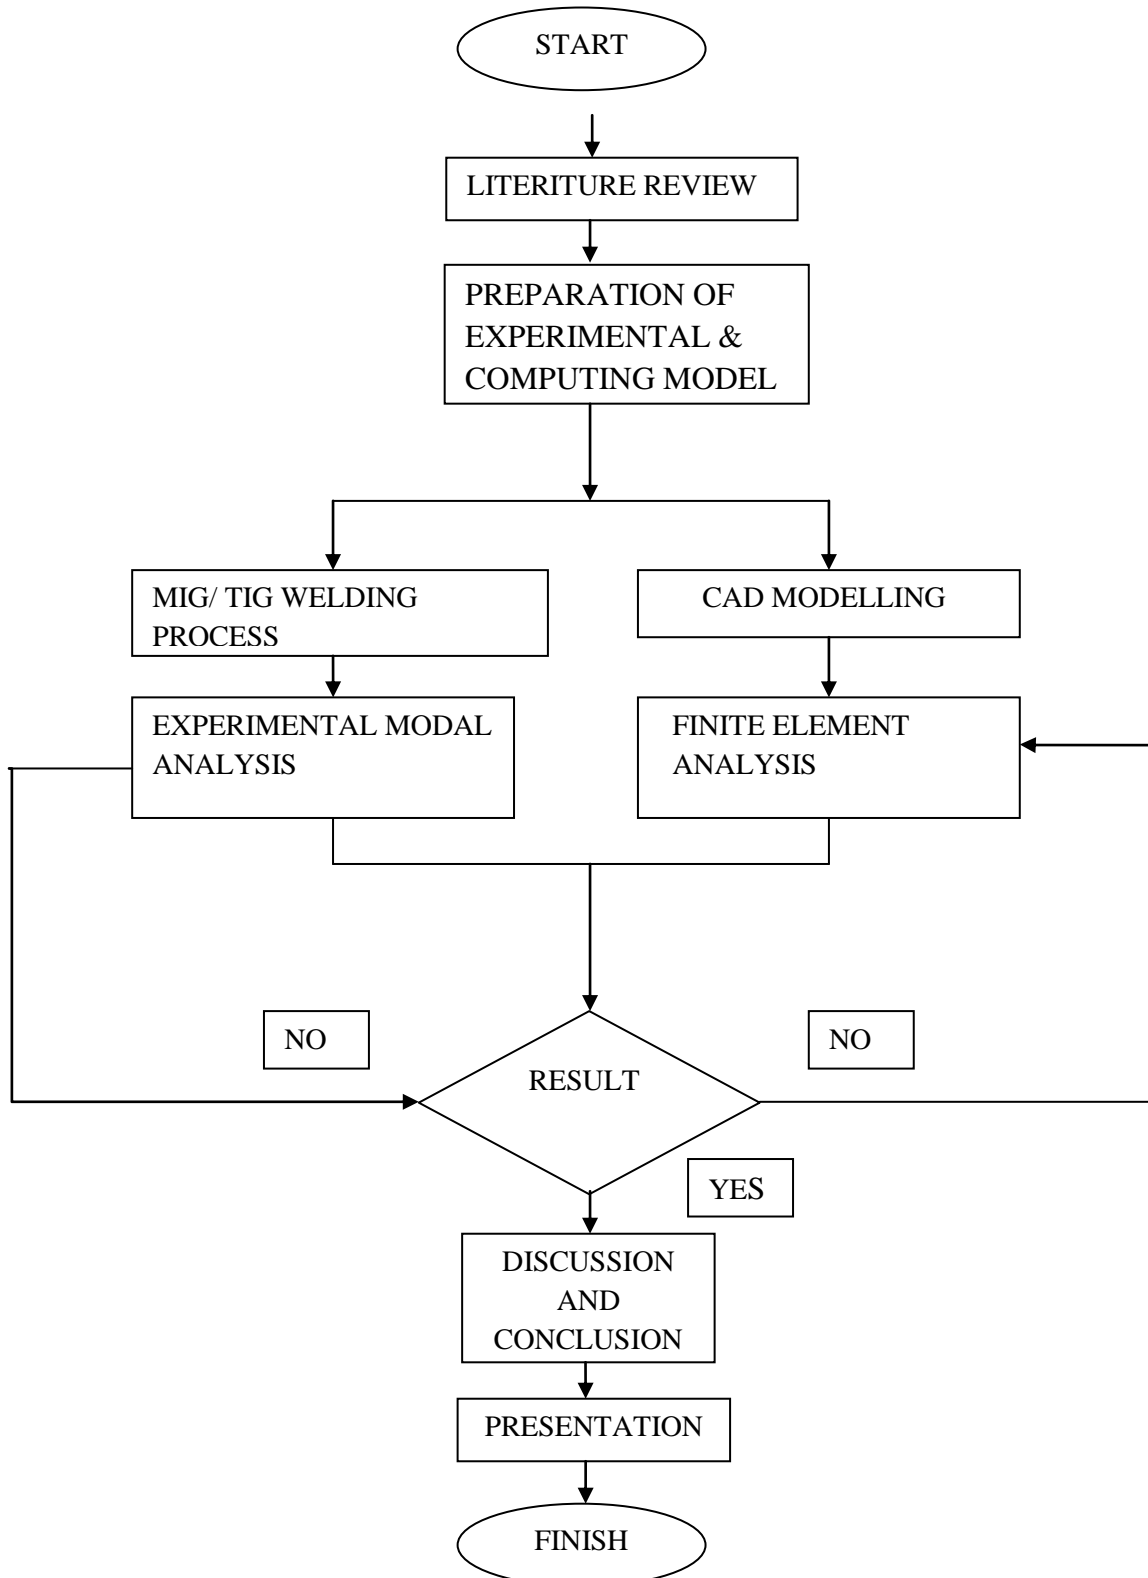 START
LITERITURE REVIEW
PREPARATION OF
EXPERIMENTAL &
COMPUTING MODEL
MIG/ TIG WELDING
PROCESS
CAD MODELLING
EXPERIMENTAL MODAL
ANALYSIS
FINITE ELEMENT
ANALYSIS
NO
NO
RESULT
YES
DISCUSSION
AND
CONCLUSION
PRESENTATION
FINISH